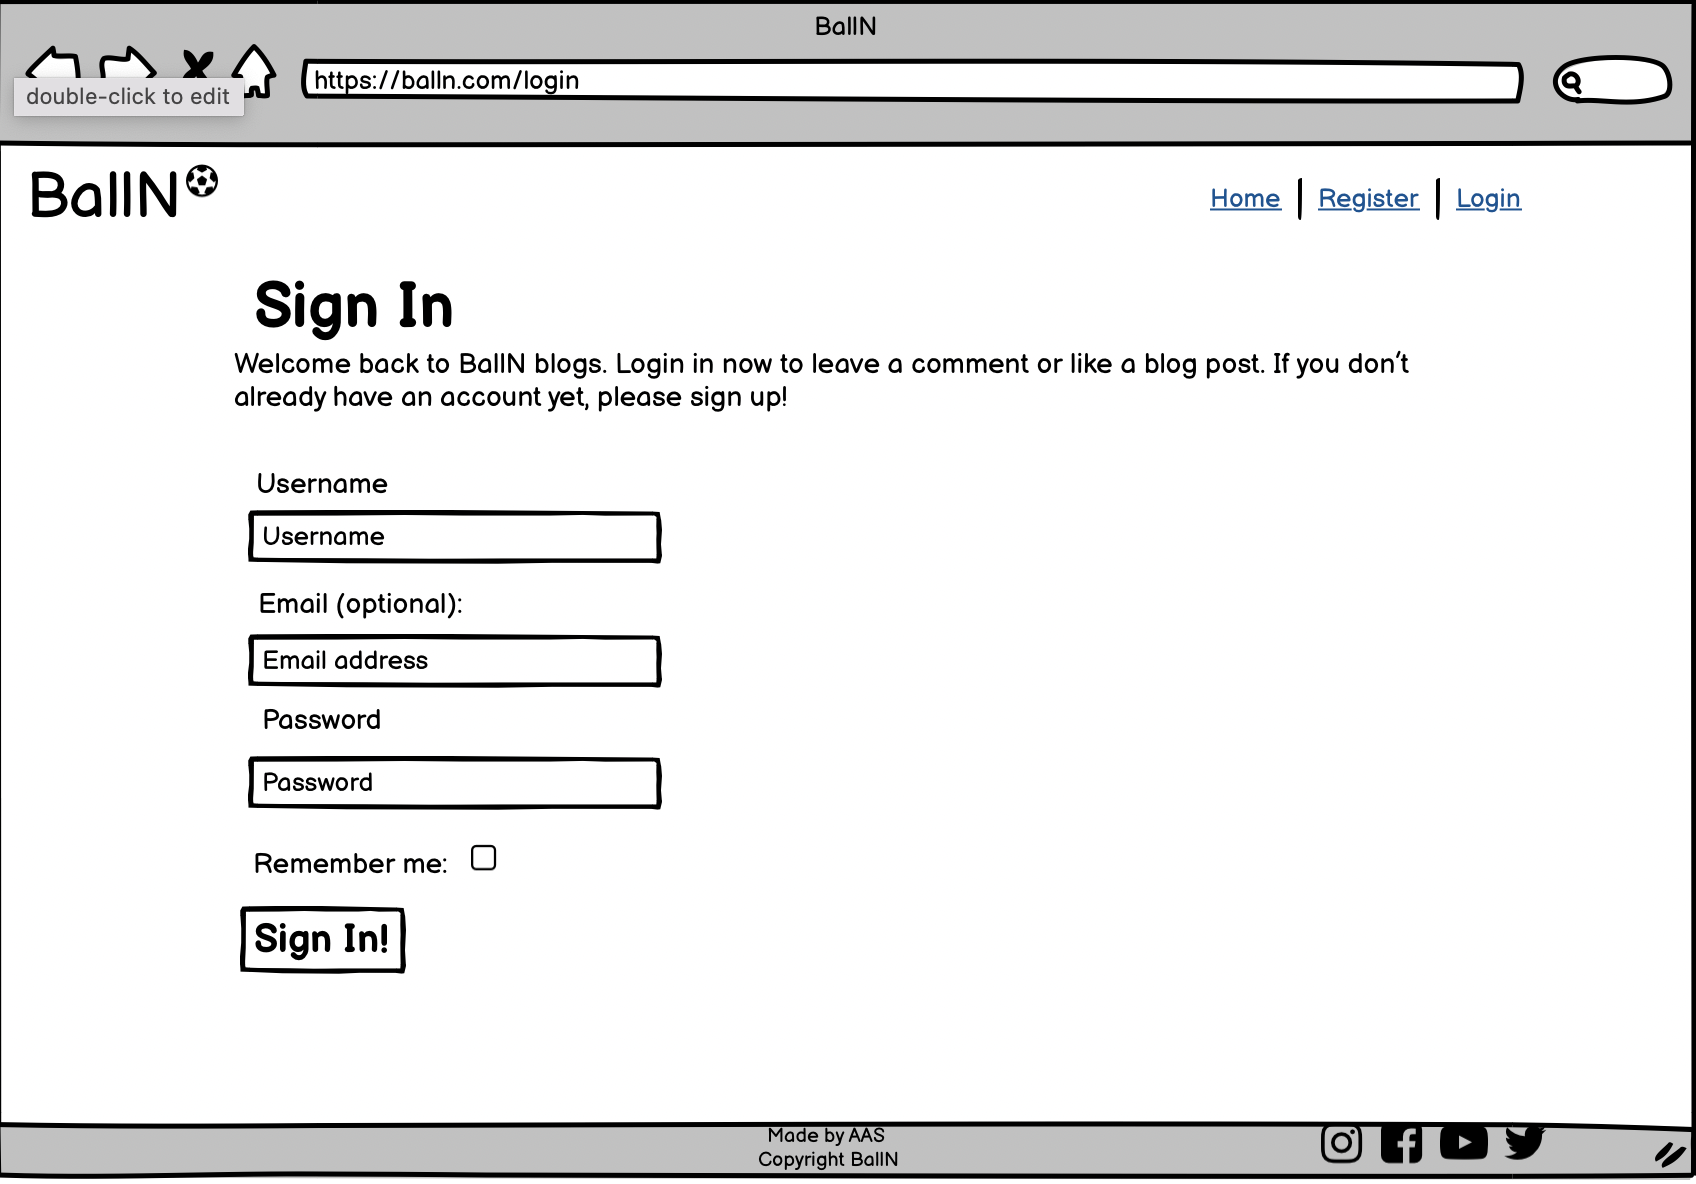 BallN
https://balln.com/login
double-click to edit
BallN
Home Register Login
Sign In
Welcome back to BallN blogs. Login in now to leave a comment or like a blog post. If you don't
already have an account yet, please sign up!
Username
Username
Email (optional):
Email address
Password
Password
Remember me:
Sign In!
Made by AAS
Copyright BallN